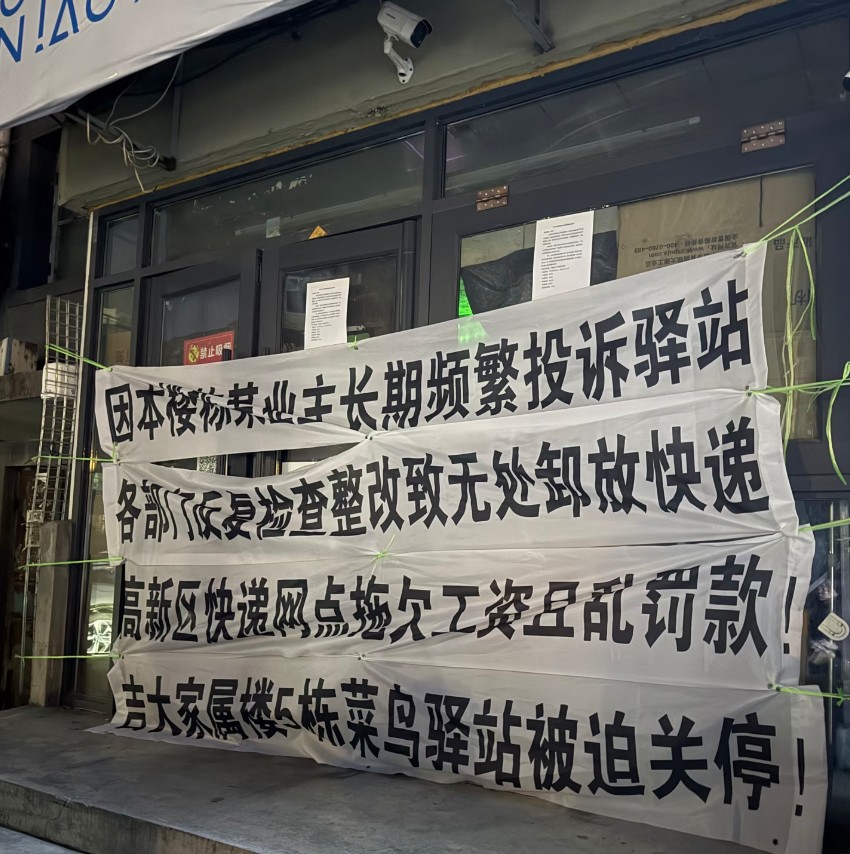 禁止吸烟
因本楼栋某业主长期频繁投诉驿站
各部门反复检查整改致无处卸放快递
高新区快递网点拖欠工资且乱罚款！
吉大家属楼5栋菜鸟驿站被迫关停！